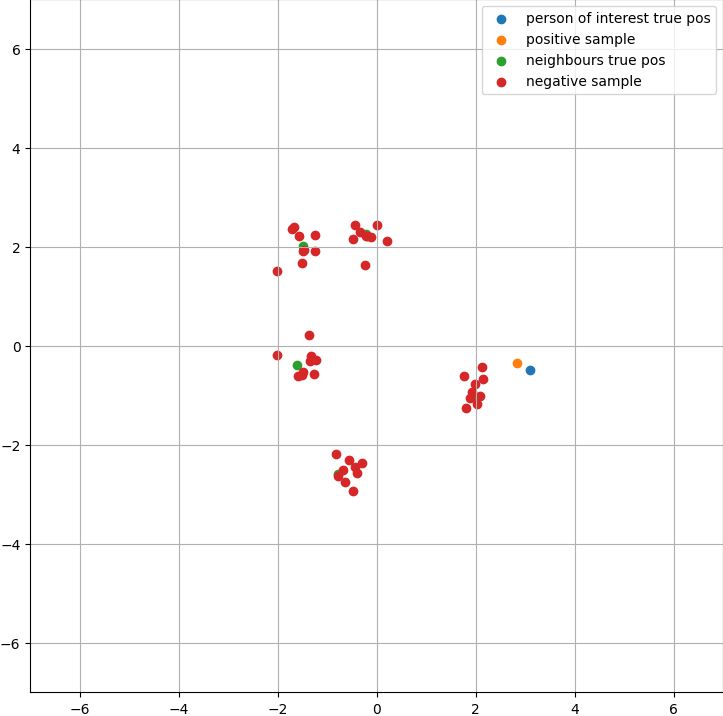 person of interest true pos
positive sample
neighbours true pos
negative sample
6
4
2
0
−2
−4
−6
−6 −4 −2 0 2 4 6